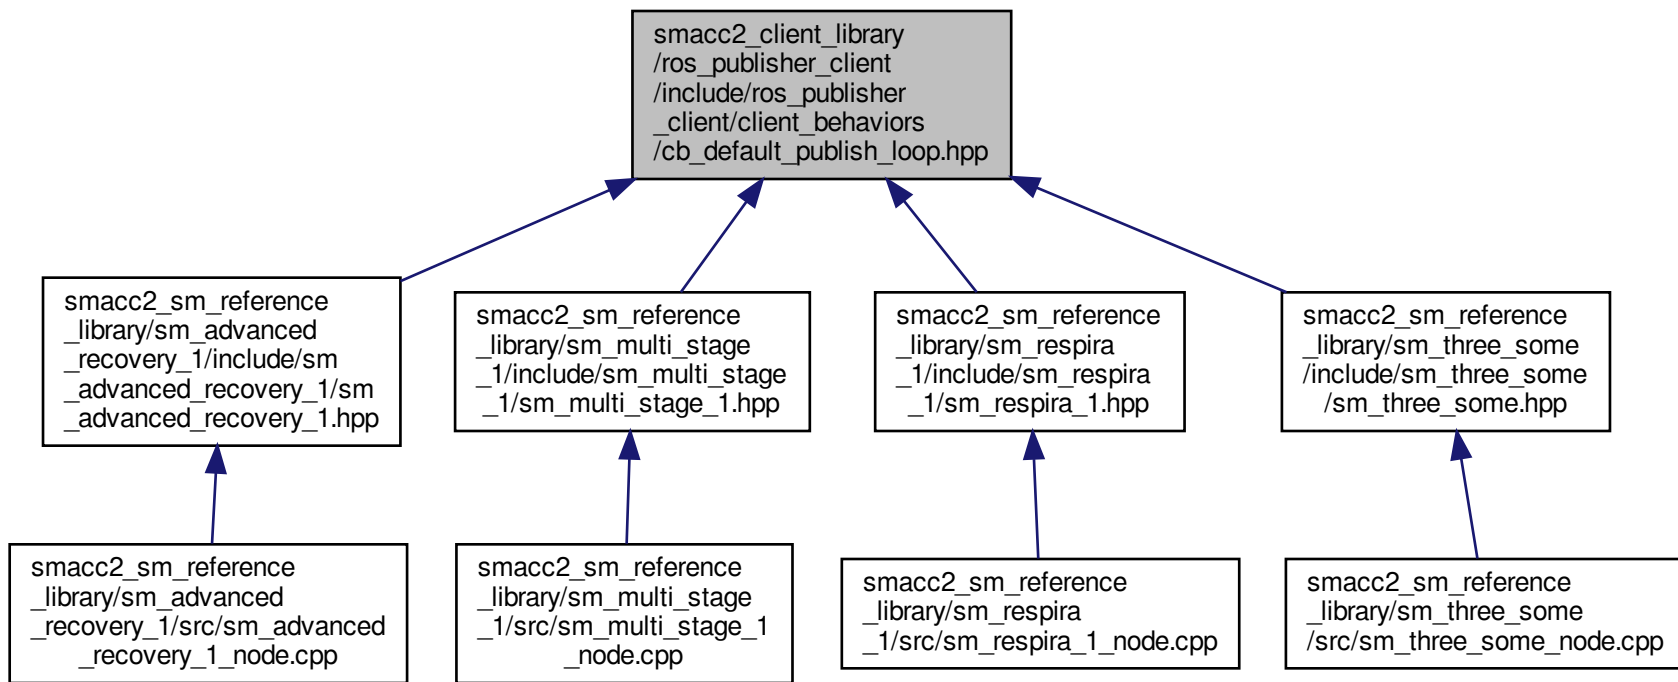 smacc2_client_library
/ros_publisher_client
/include/ros_publisher
_client/client_behaviors
/cb_default_publish_loop.hpp
smacc2_sm_reference
_library/sm_advanced
_recovery_1/include/sm
_advanced_recovery_1/sm
_advanced_recovery_1.hpp
smacc2_sm_reference
_library/sm_multi_stage
_1/include/sm_multi_stage
_1/sm_multi_stage_1.hpp
smacc2_sm_reference
_library/sm_respira
_1/include/sm_respira
_1/sm_respira_1.hpp
smacc2_sm_reference
_library/sm_three_some
/include/sm_three_some
/sm_three_some.hpp
smacc2_sm_reference
_library/sm_advanced
_recovery_1/src/sm_advanced
_recovery_1_node.cpp
smacc2_sm_reference
_library/sm_multi_stage
_1/src/sm_multi_stage_1
_node.cpp
smacc2_sm_reference
_library/sm_respira
_1/src/sm_respira_1_node.cpp
smacc2_sm_reference
_library/sm_three_some
/src/sm_three_some_node.cpp